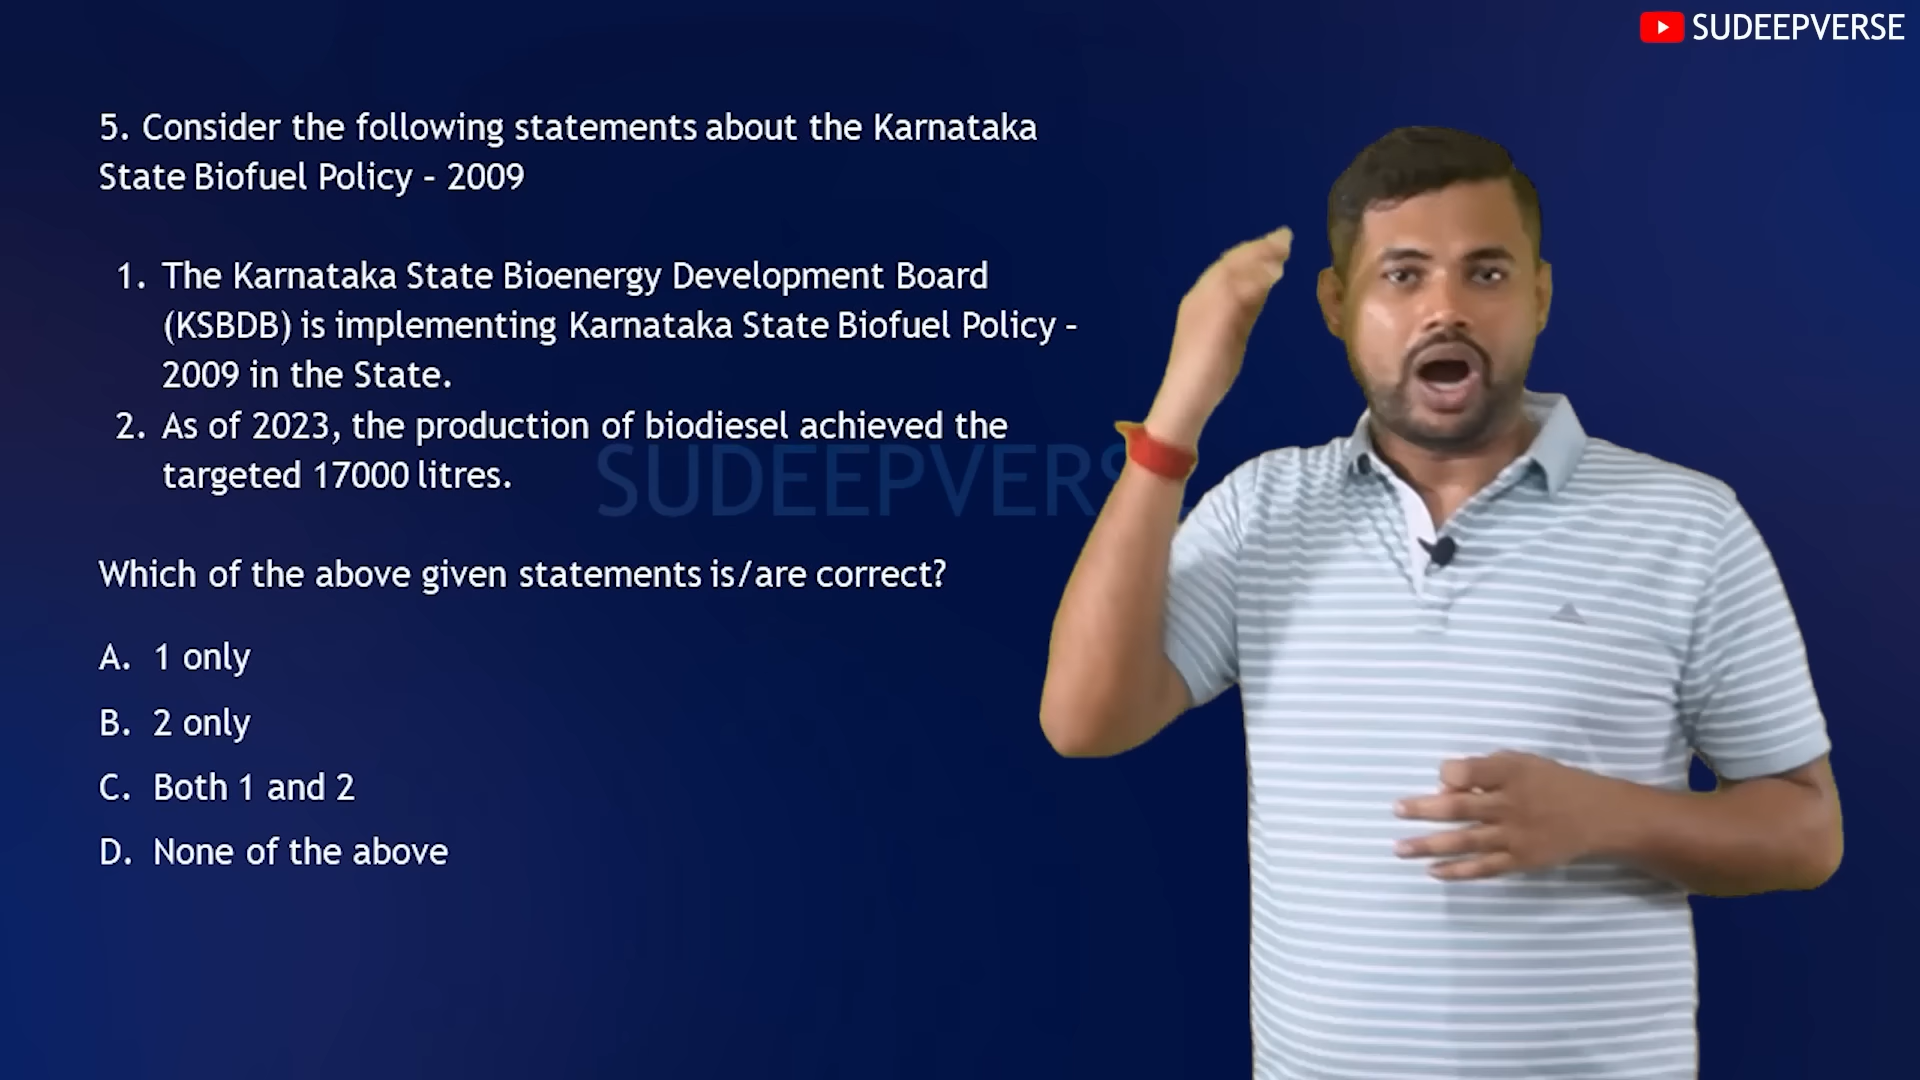 SUDEEPVERSE
5. Consider the following statements about the Karnataka
State Biofuel Policy – 2009
1. The Karnataka State Bioenergy Development Board
(KSBDB) is implementing Karnataka State Biofuel Policy –
2009 in the State.
2. As of 2023, the production of biodiesel achieved the
targeted 17000 litres.
SUDEEPVERS
Which of the above given statements is/are correct?
A. 1 only
B. 2 only
C. Both 1 and 2
D. None of the above